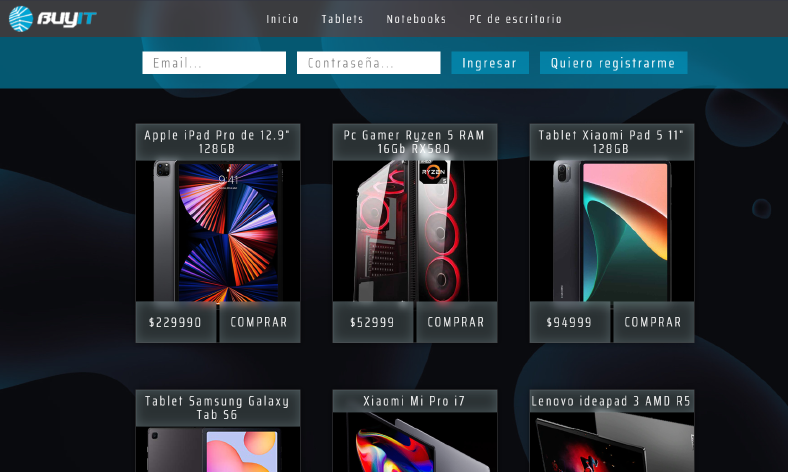 BUYIT
Inicio Tablets Notebooks PC de escritorio
Email... Contraseña... Ingresar Quiero registrarme
Apple iPad Pro de 12.9"
128GB
Pc Gamer Ryzen 5 RAM
16Gb RX580
Tablet Xiaomi Pad 5 11"
128GB
9:41
RYZEN
5
$229990 COMPRAR
$52999 COMPRAR
$94999 COMPRAR
Tablet Samsung Galaxy
Tab S6
Xiaomi Mi Pro i7
Lenovo ideapad 3 AMD R5